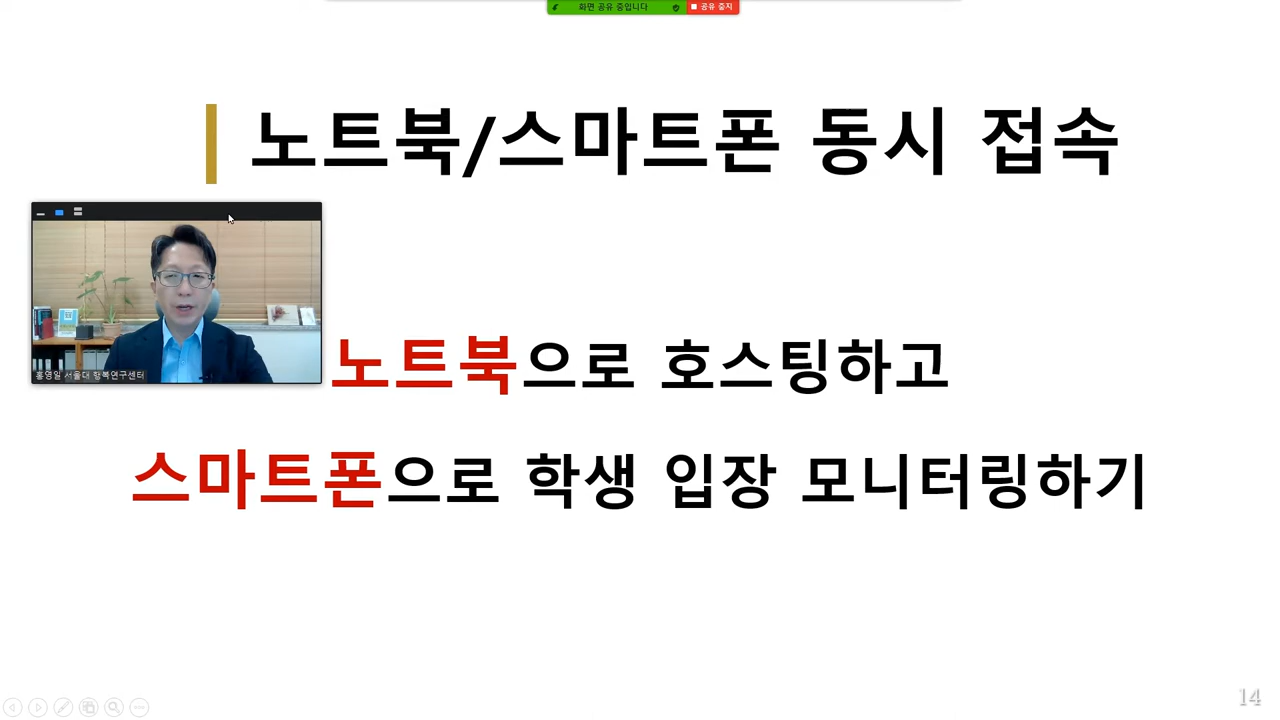 화면 공유 중입니다 공유 중지
노트북/스마트폰 동시 접속
홍영일 서울대 행복연구센터
노트북으로 호스팅하고
스마트폰으로 학생 입장 모니터링하기
14